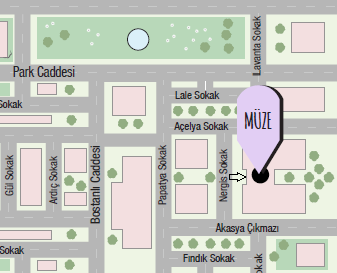 Lavanta Sokak
Park Caddesi
Sokak
Lale Sokak
MÜZE
Açelya Sokak
Gül Sokak
Ardıç Sokak
Bostanlı Caddesi
Papatya Sokak
Nergis Sokak
Akasya Çıkmazı
Sokak
Fındık Sokak
okak